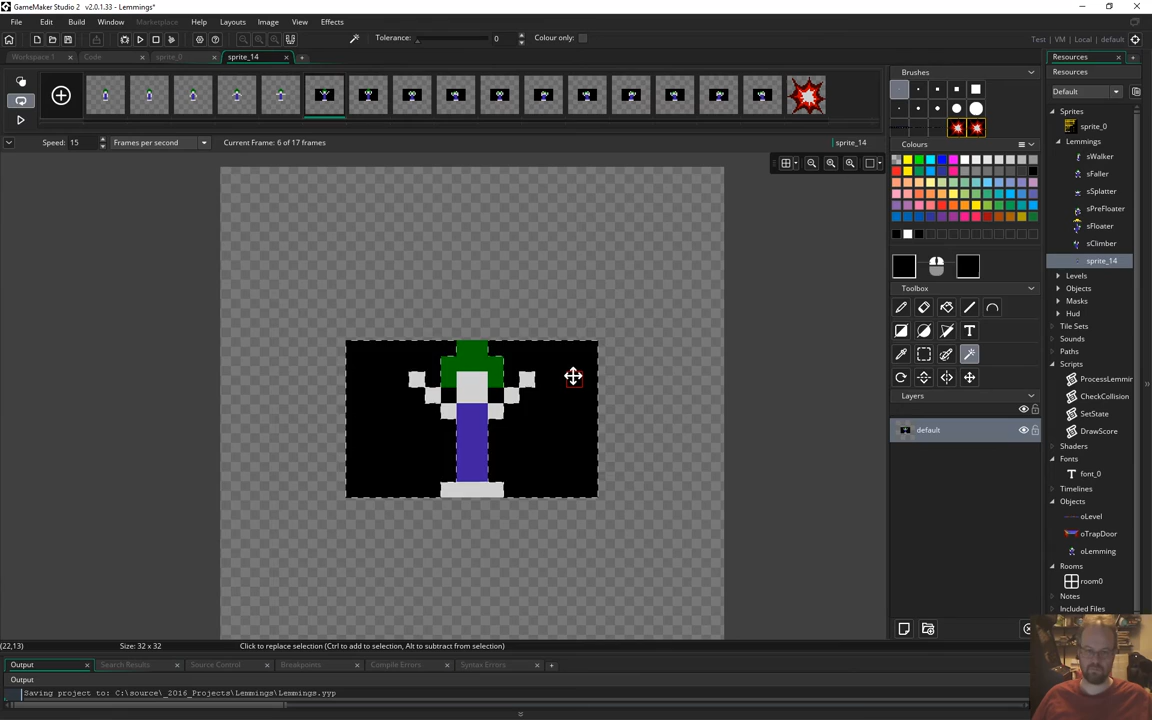 GameMaker Studio 2  v2.0.1.33 - Lemmings*
File Edit Build Window Marketplace Help Layouts Image View Effects
Tolerance: 0 Colour only:
Test | VM | Local | default
Workspace 1 Code sprite_0 sprite_14
Resources
Brushes
Resources
Default
Sprites
sprite_0
Speed: 15 Frames per second Current Frame: 6 of 17 frames sprite_14
Colours
Lemmings
sWalker
sFaller
sSplatter
sPreFloater
sFloater
sClimber
sprite_14
Levels
Toolbox
Objects
Masks
Hud
Tile Sets
Sounds
Paths
Scripts
ProcessLemmin
Layers
CheckCollision
SetState
default
DrawScore
Shaders
Fonts
font_0
Timelines
Objects
oLevel
oTrapDoor
oLemming
Rooms
room0
Notes
Included Files
(22,13) Size: 32 x 32 Click to replace selection (Ctrl to add to selection, Alt to subtract from selection)
Output Search Results Source Control Breakpoints Compile Errors Syntax Errors
Output
Saving project to: C:\source\_2016_Projects\Lemmings\Lemmings.yyp